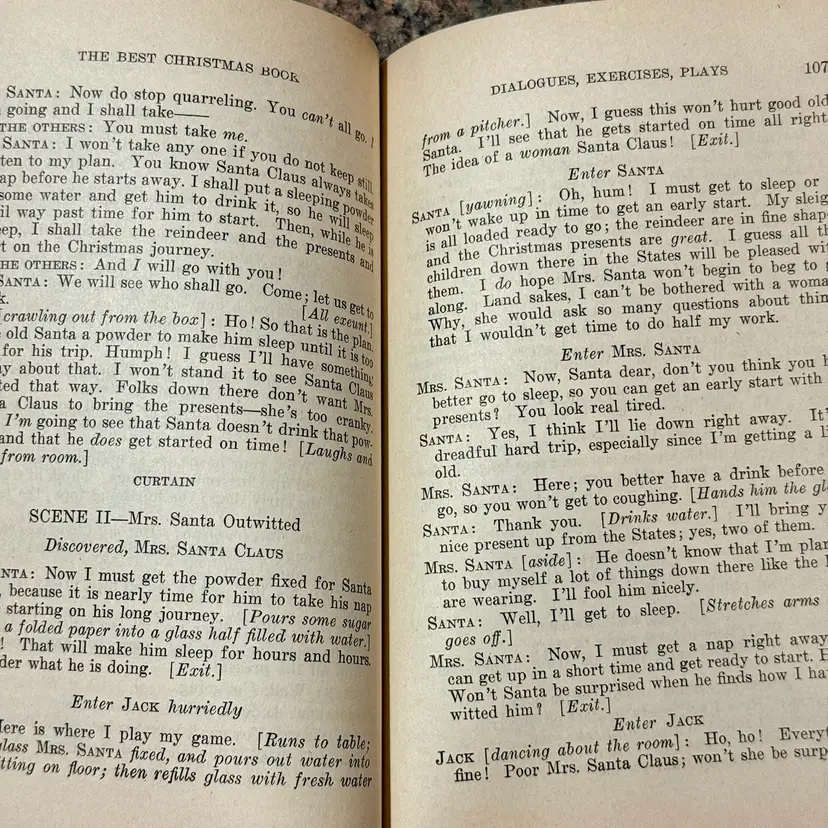 THE BEST CHRISTMAS BOOK
SANTA: Now do stop quarreling. You can't all go. I
going and I shall take——
THE OTHERS: You must take me.
SANTA: I won't take any one if you do not keep still.
ten to my plan. You know Santa Claus always takes
ap before he starts away. I shall put a sleeping powder
some water and get him to drink it, so he will sleep
il way past time for him to start. Then, while he is
eep, I shall take the reindeer and the presents and
rt on the Christmas journey.
HE OTHERS: And I will go with you!
SANTA: We will see who shall go. Come; let us get to
k. [All exeunt.]
[crawling out from the box]: Ho! So that is the plan.
e old Santa a powder to make him sleep until it is too
for his trip. Humph! I guess I'll have something
ay about that. I won't stand it to see Santa Claus
ted that way. Folks down there don't want Mrs.
a Claus to bring the presents—she's too cranky.
I'm going to see that Santa doesn't drink that pow-
and that he does get started on time! [Laughs and
from room.]
CURTAIN
SCENE II—Mrs. Santa Outwitted
Discovered, MRS. SANTA CLAUS
NTA: Now I must get the powder fixed for Santa
, because it is nearly time for him to take his nap
starting on his long journey. [Pours some sugar
a folded paper into a glass half filled with water.]
! That will make him sleep for hours and hours.
der what he is doing. [Exit.]
Enter JACK hurriedly
Here is where I play my game. [Runs to table;
glass MRS. SANTA fixed, and pours out water into
itting on floor; then refills glass with fresh water
DIALOGUES, EXERCISES, PLAYS 107
from a pitcher.] Now, I guess this won't hurt good old
Santa. I'll see that he gets started on time all right.
The idea of a woman Santa Claus! [Exit.]
Enter SANTA
SANTA [yawning]: Oh, hum! I must get to sleep or
won't wake up in time to get an early start. My sleig
is all loaded ready to go; the reindeer are in fine shape
and the Christmas presents are great. I guess all th
children down there in the States will be pleased wit
them. I do hope Mrs. Santa won't begin to beg to g
along. Land sakes, I can't be bothered with a woma
Why, she would ask so many questions about thin
that I wouldn't get time to do half my work.
Enter MRS. SANTA
MRS. SANTA: Now, Santa dear, don't you think you h
better go to sleep, so you can get an early start with
presents? You look real tired.
SANTA: Yes, I think I'll lie down right away. It'
dreadful hard trip, especially since I'm getting a li
old.
MRS. SANTA: Here; you better have a drink before
go, so you won't get to coughing. [Hands him the gl
SANTA: Thank you. [Drinks water.] I'll bring y
nice present up from the States; yes, two of them.
MRS. SANTA [aside]: He doesn't know that I'm plan
to buy myself a lot of things down there like the
are wearing. I'll fool him nicely.
SANTA: Well, I'll get to sleep. [Stretches arms
goes off.]
MRS. SANTA: Now, I must get a nap right away
can get up in a short time and get ready to start.
Won't Santa be surprised when he finds how I ha
witted him? [Exit.]
Enter JACK
JACK [dancing about the room]: Ho, ho! Everyt
fine! Poor Mrs. Santa Claus; won't she be surp